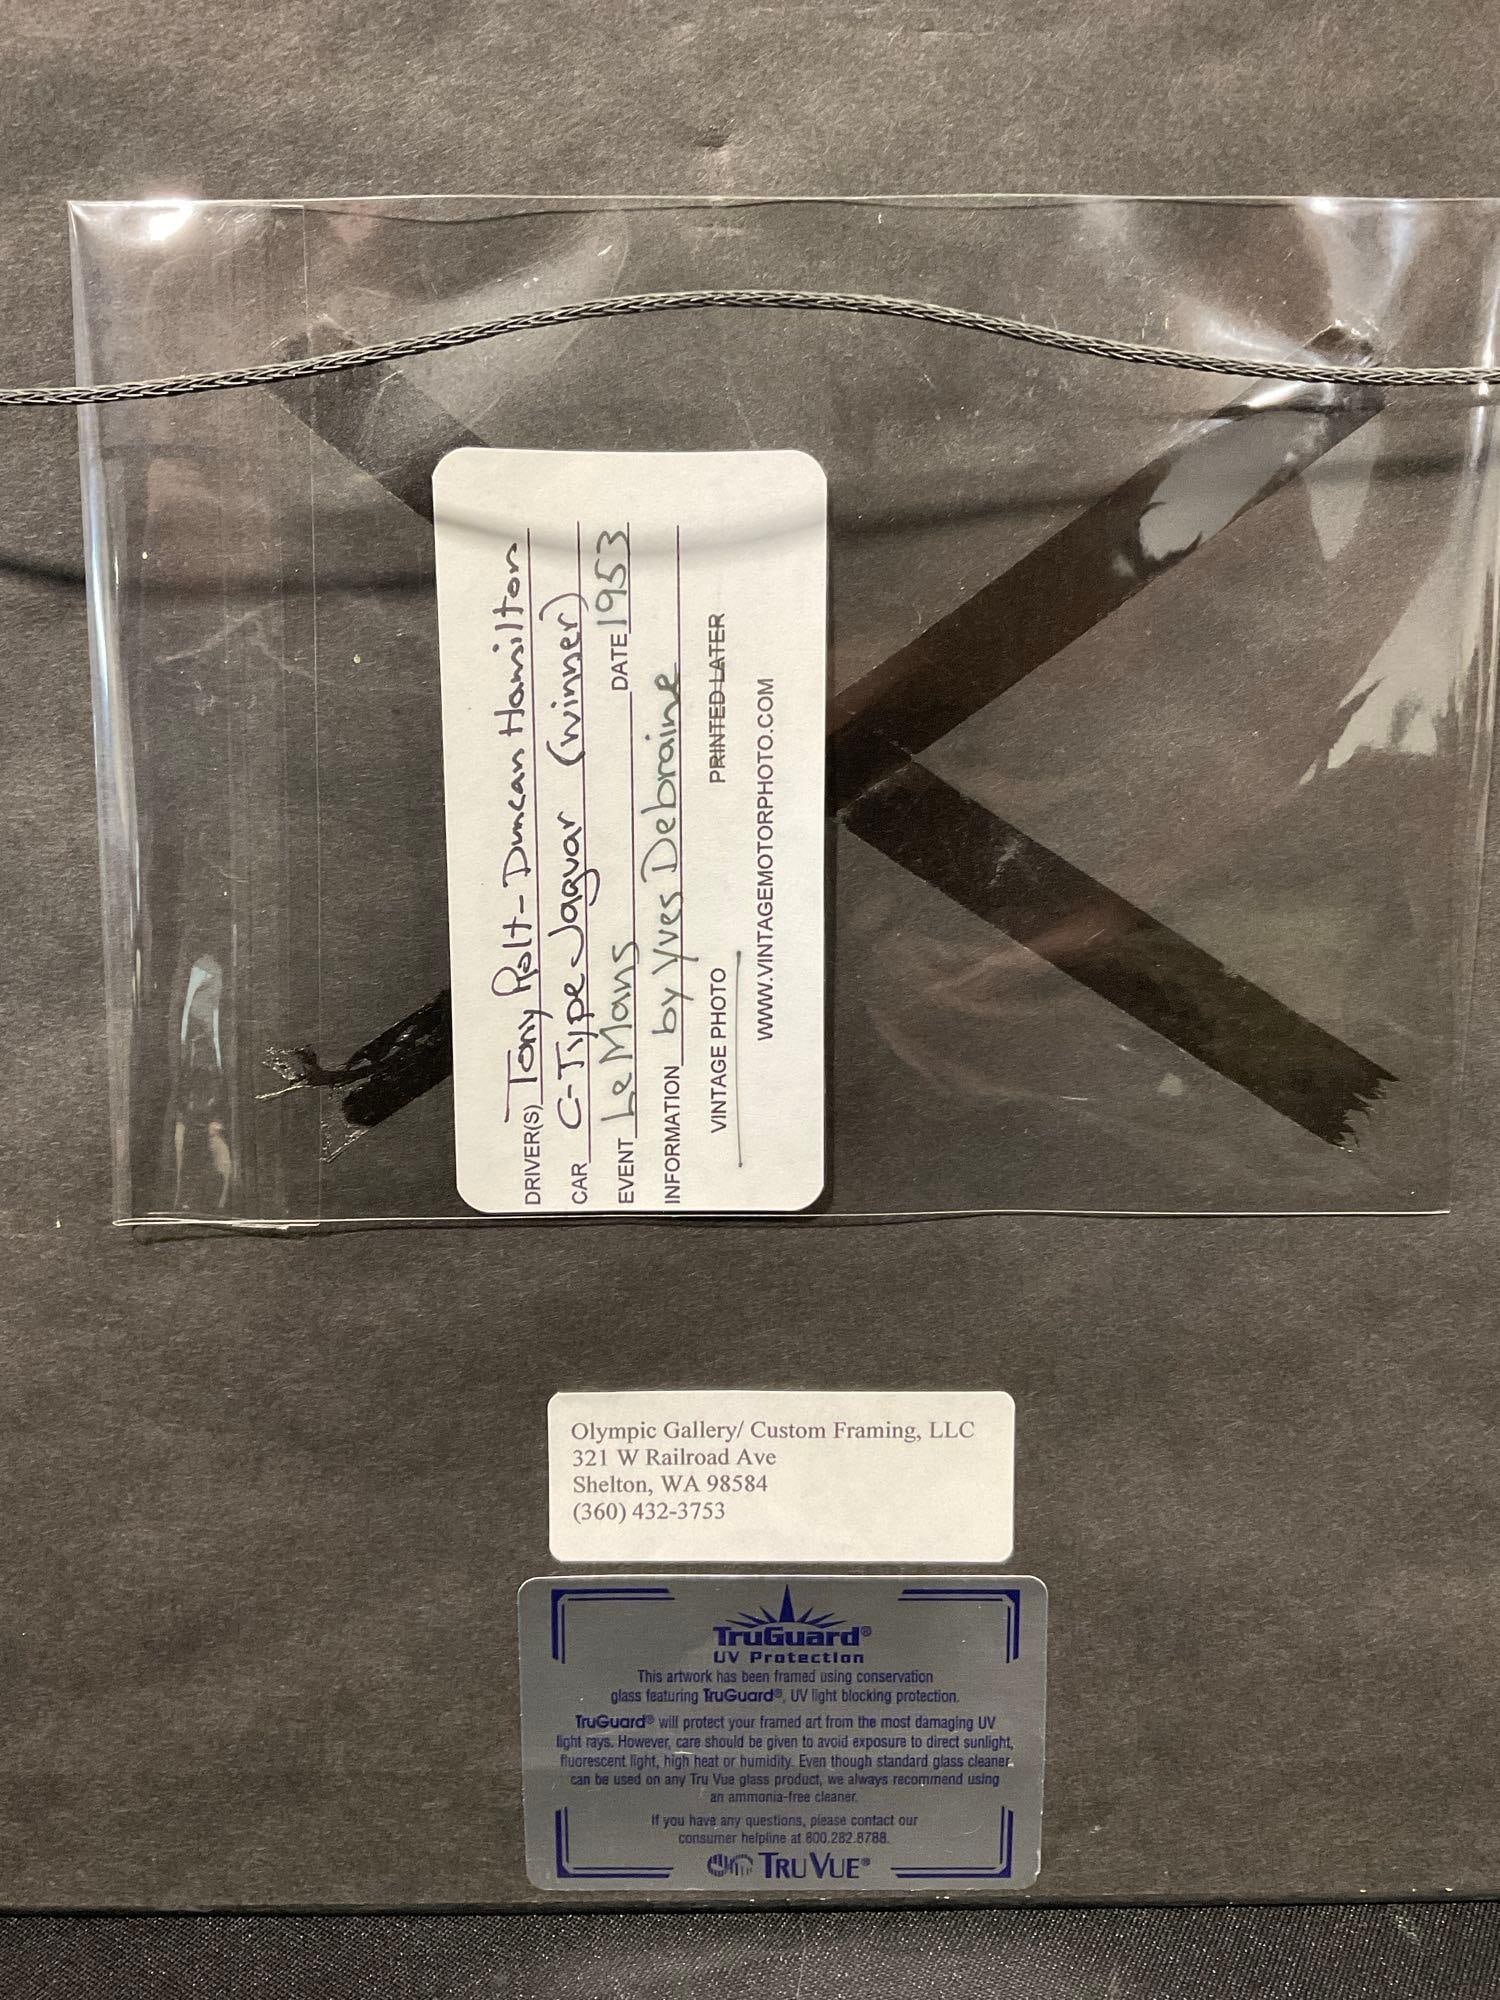 DRIVER(S) Tony Rolt - Duncan Hamilton
CAR C-Type Jaguar (winner)
EVENT Le Mans DATE 1953
INFORMATION by Yves Debraine
VINTAGE PHOTO PRINTED LATER
WWW.VINTAGEMOTORPHOTO.COM
Olympic Gallery/ Custom Framing, LLC
321 W Railroad Ave
Shelton, WA 98584
(360) 432-3753
TruGuard®
UV Protection
This artwork has been framed using conservation
glass featuring TruGuard®, UV light blocking protection.
TruGuard® will protect your framed art from the most damaging UV
light rays. However, care should be given to avoid exposure to direct sunlight,
fluorescent light, high heat or humidity. Even though standard glass cleaner
can be used on any Tru Vue glass product, we always recommend using
an ammonia-free cleaner.
If you have any questions, please contact our
consumer helpline at 800.282.8788.
TRU VUE®